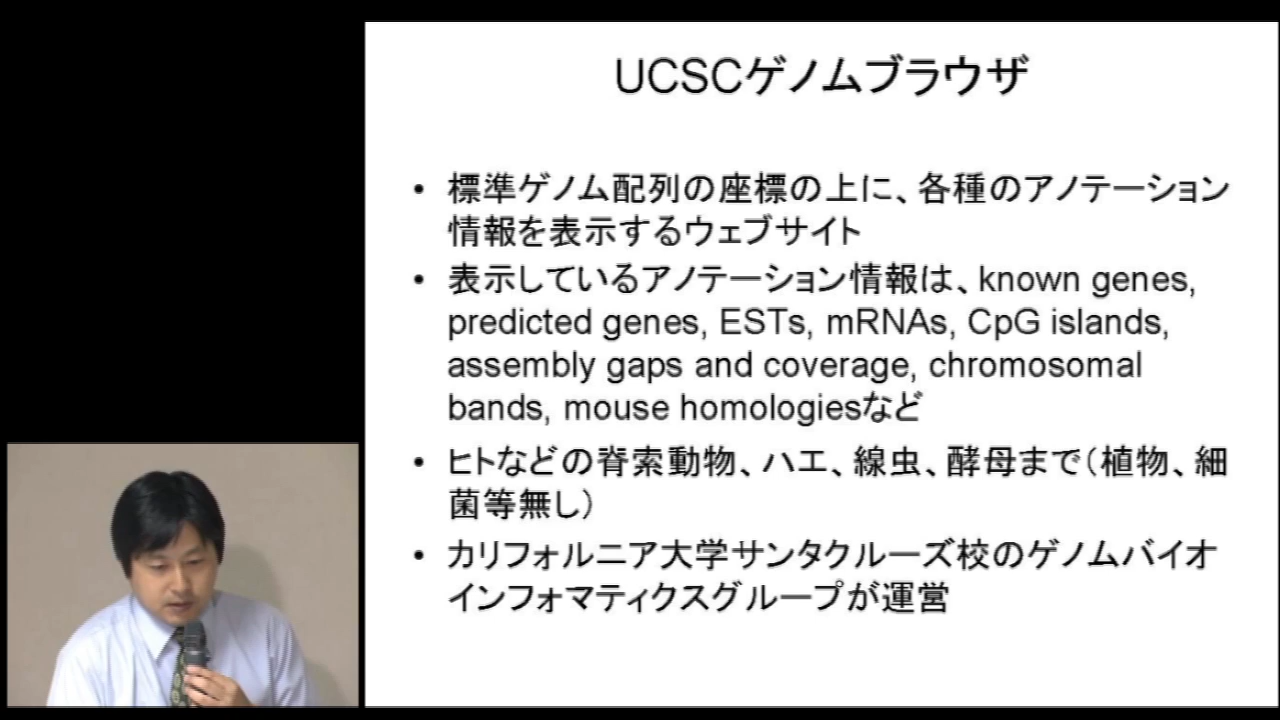 UCSCゲノムブラウザ
• 標準ゲノム配列の座標の上に、各種のアノテーション
情報を表示するウェブサイト
• 表示しているアノテーション情報は、known genes,
predicted genes, ESTs, mRNAs, CpG islands,
assembly gaps and coverage, chromosomal
bands, mouse homologiesなど
• ヒトなどの脊索動物、ハエ、線虫、酵母まで(植物、細
菌等無し)
• カリフォルニア大学サンタクルーズ校のゲノムバイオ
インフォマティクスグループが運営